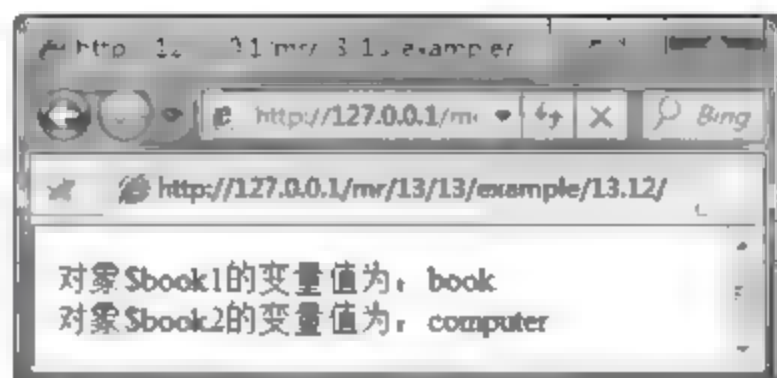 http://127.0.0.1/m
Bing
http://127.0.0.1/mr/13/13/example/13.12/
对象$book1的变量值为：book
对象$book2的变量值为：computer